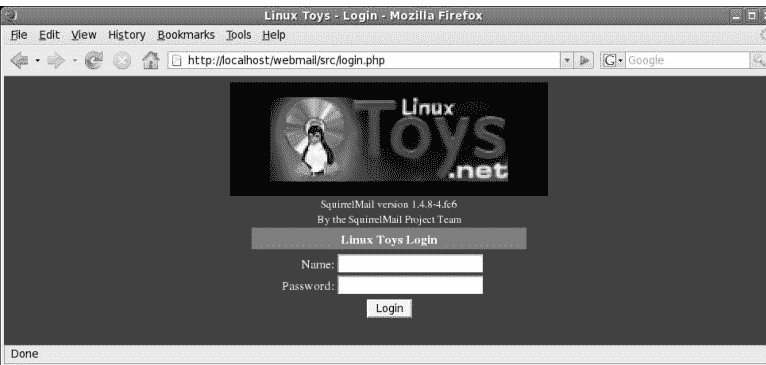 Linux Toys - Login - Mozilla Firefox
File Edit View History Bookmarks Tools Help
http://localhost/webmail/src/login.php
G Google
Linux
Toys
.net
SquirrelMail version 1.4.8-4.fc6
By the SquirrelMail Project Team
Linux Toys Login
Name:
Password:
Login
Done